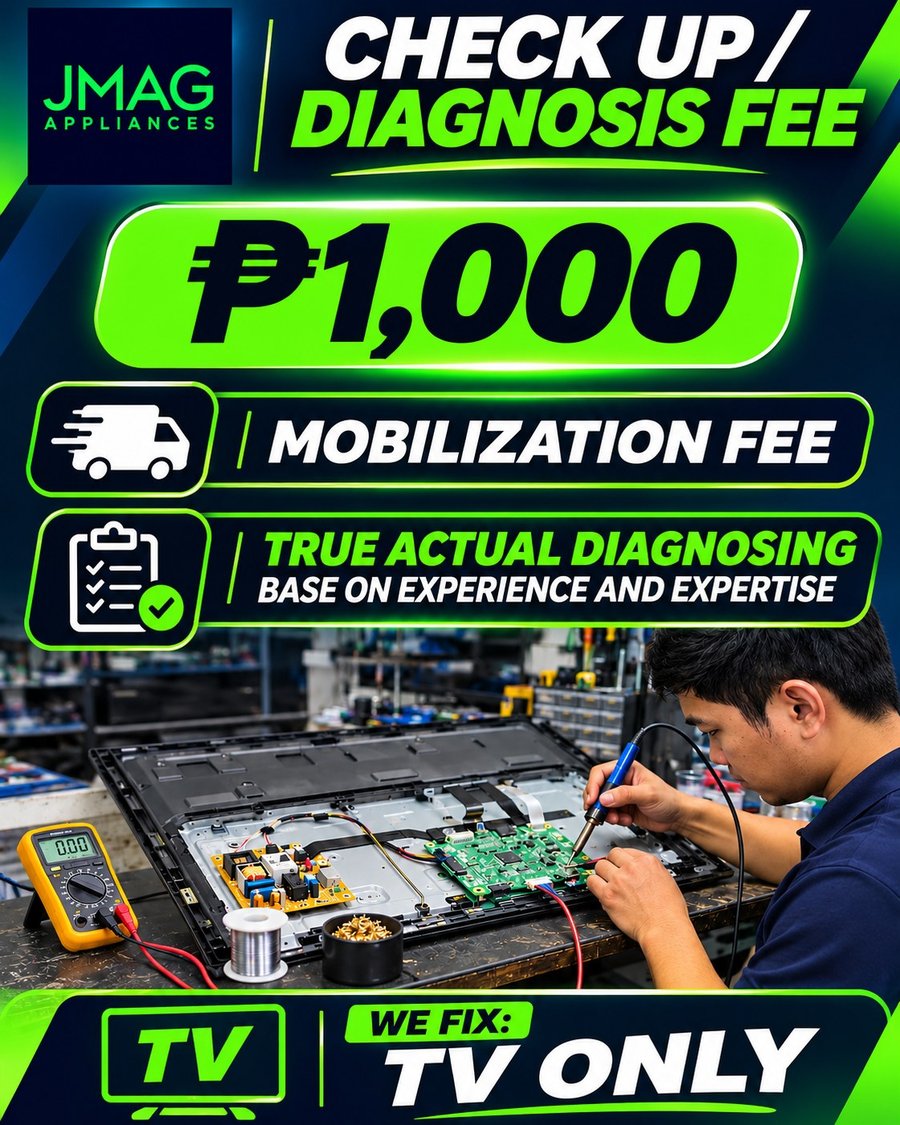 JMAG
APPLIANCES
CHECK UP /
DIAGNOSIS FEE
₱1,000
MOBILIZATION FEE
TRUE ACTUAL DIAGNOSING
BASE ON EXPERIENCE AND EXPERTISE
0.00
TV
WE FIX:
TV ONLY